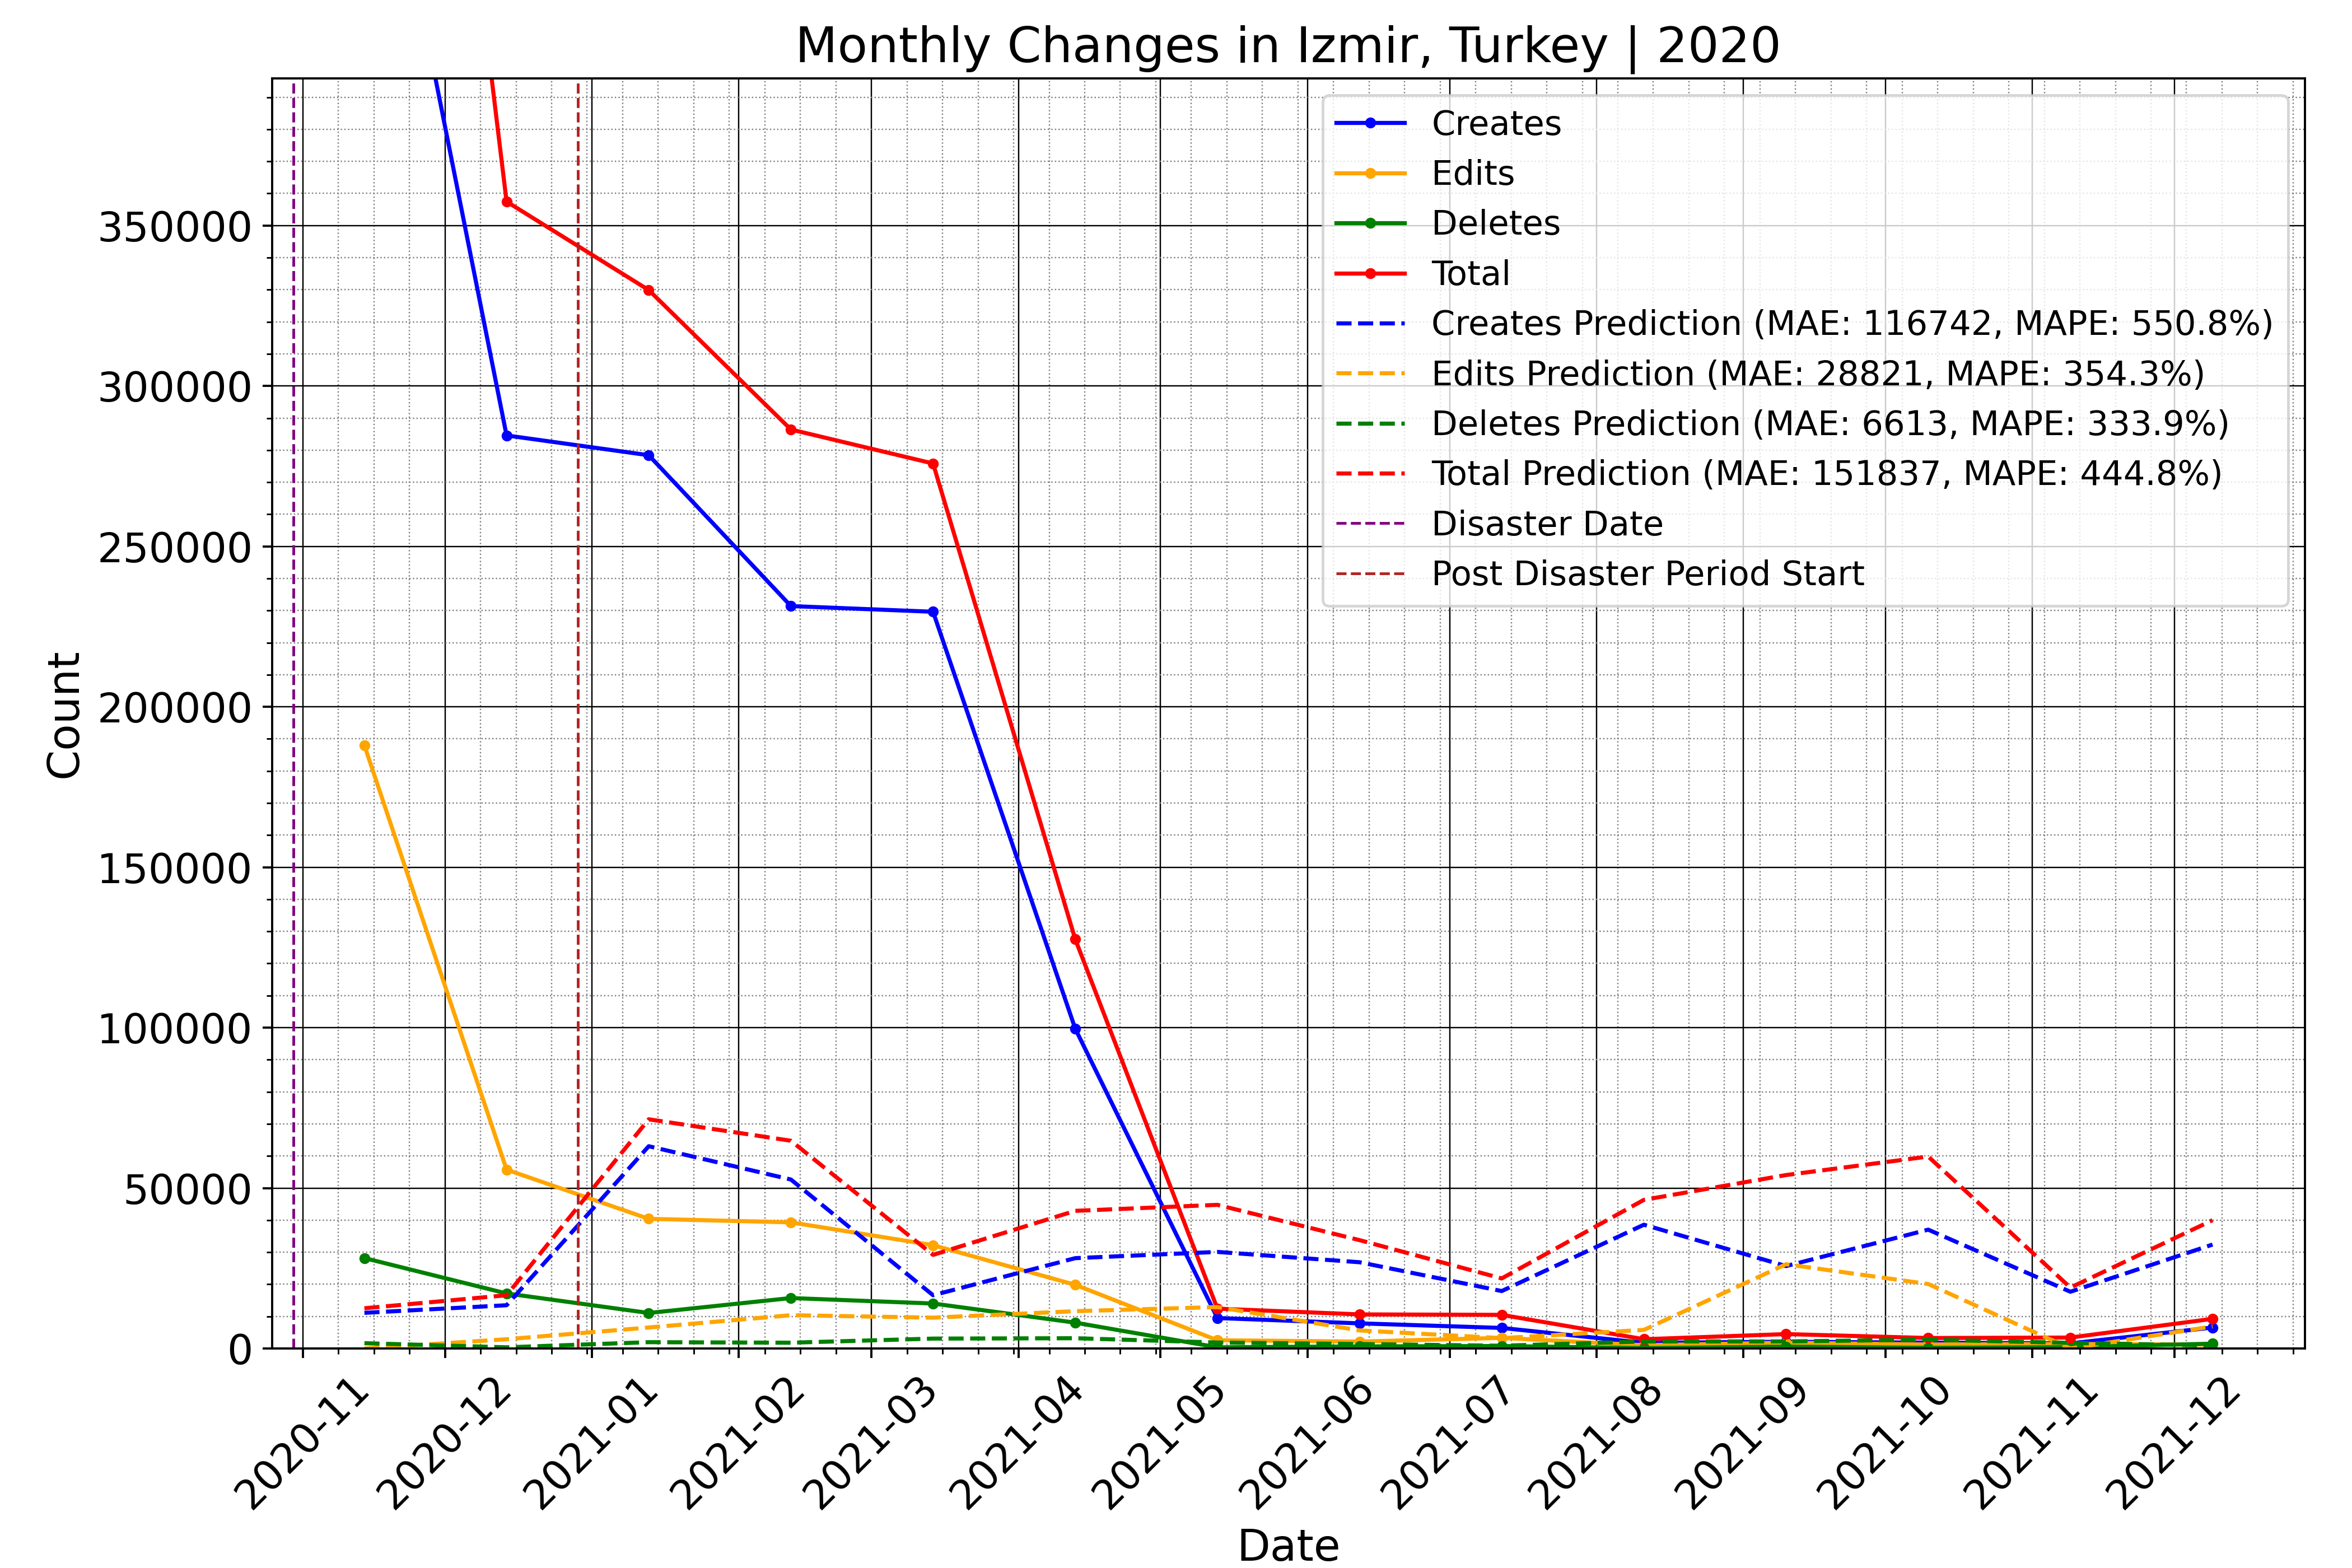 Monthly Changes in Izmir, Turkey | 2020
Creates
Edits
Deletes
Total
Creates Prediction (MAE: 116742, MAPE: 550.8%)
Edits Prediction (MAE: 28821, MAPE: 354.3%)
Deletes Prediction (MAE: 6613, MAPE: 333.9%)
Total Prediction (MAE: 151837, MAPE: 444.8%)
Disaster Date
Post Disaster Period Start
Count
350000
300000
250000
200000
150000
100000
50000
0
2020-11
2020-12
2021-01
2021-02
2021-03
2021-04
2021-05
2021-06
2021-07
2021-08
2021-09
2021-10
2021-11
2021-12
Date